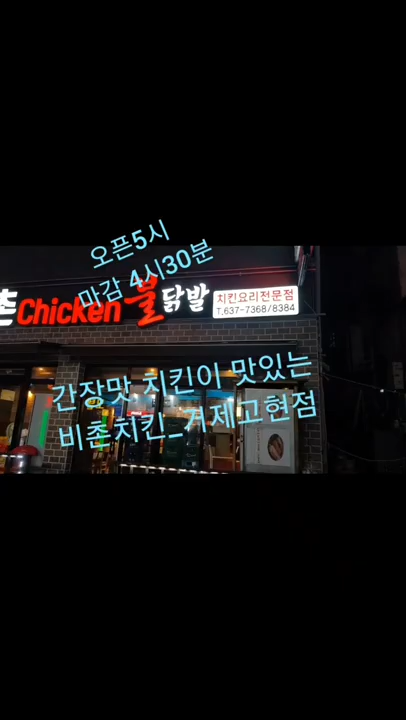 오픈5시
마감 4시30분
촌Chicken 불닭발
치킨요리전문점
T.637-7368/8384
간장맛 치킨이 맛있는
비촌치킨_거제고현점